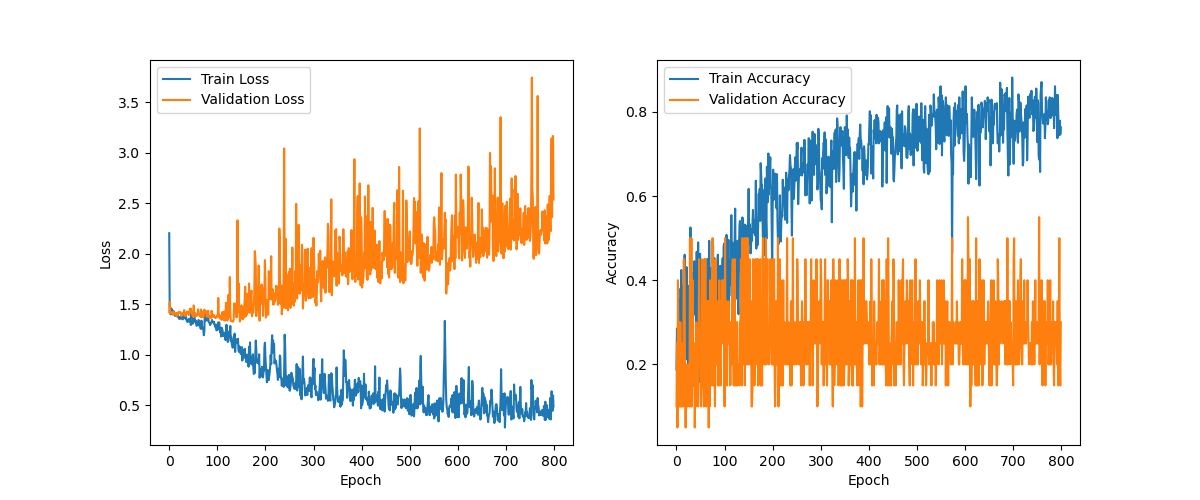 Train Loss
Validation Loss
3.5
3.0
2.5
2.0
1.5
1.0
0.5
Loss
0 100 200 300 400 500 600 700 800
Epoch
Train Accuracy
Validation Accuracy
0.8
0.6
0.4
0.2
Accuracy
0 100 200 300 400 500 600 700 800
Epoch